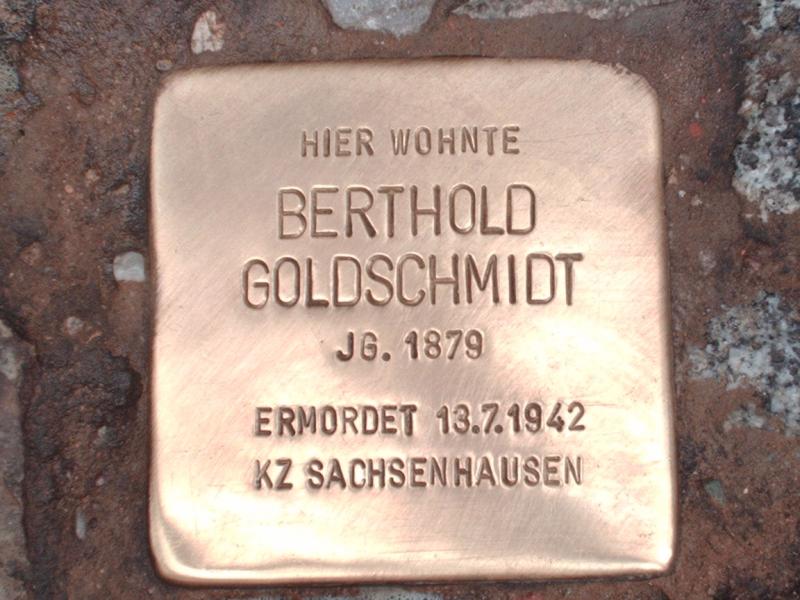 HIER WOHNTE
BERTHOLD
GOLDSCHMIDT
JG. 1879
ERMORDET 13.7.1942
KZ SACHSENHAUSEN